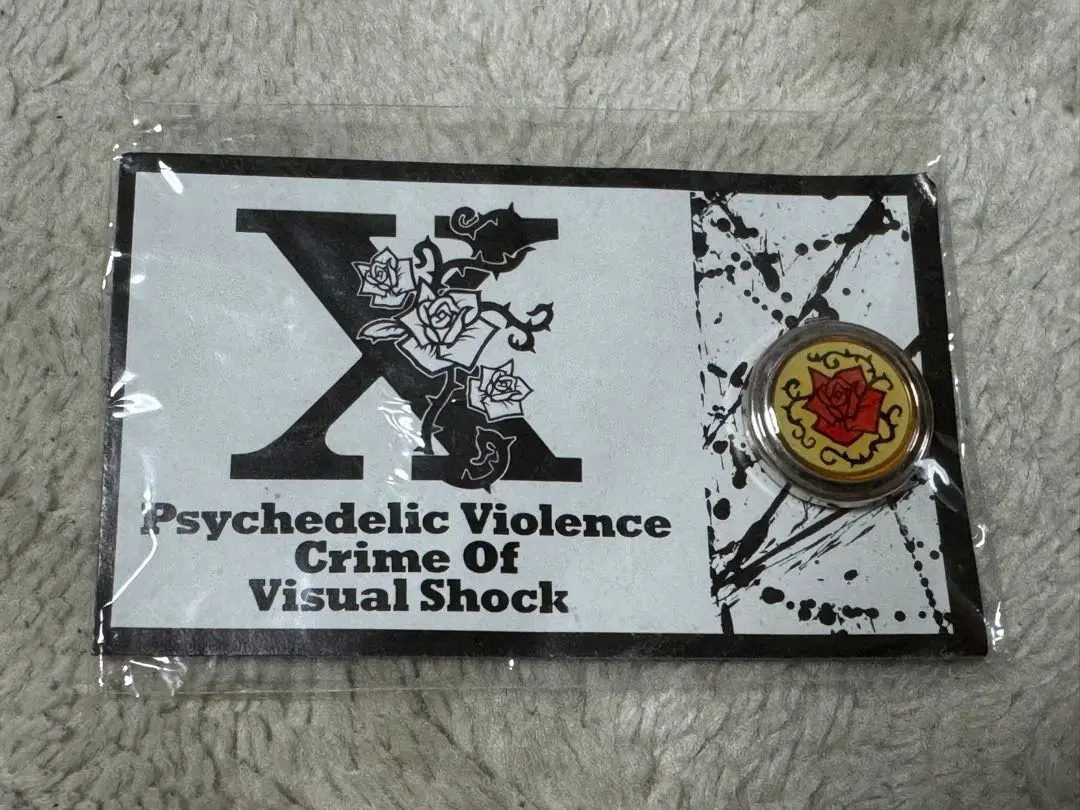 X
Psychedelic Violence
Crime Of
Visual Shock